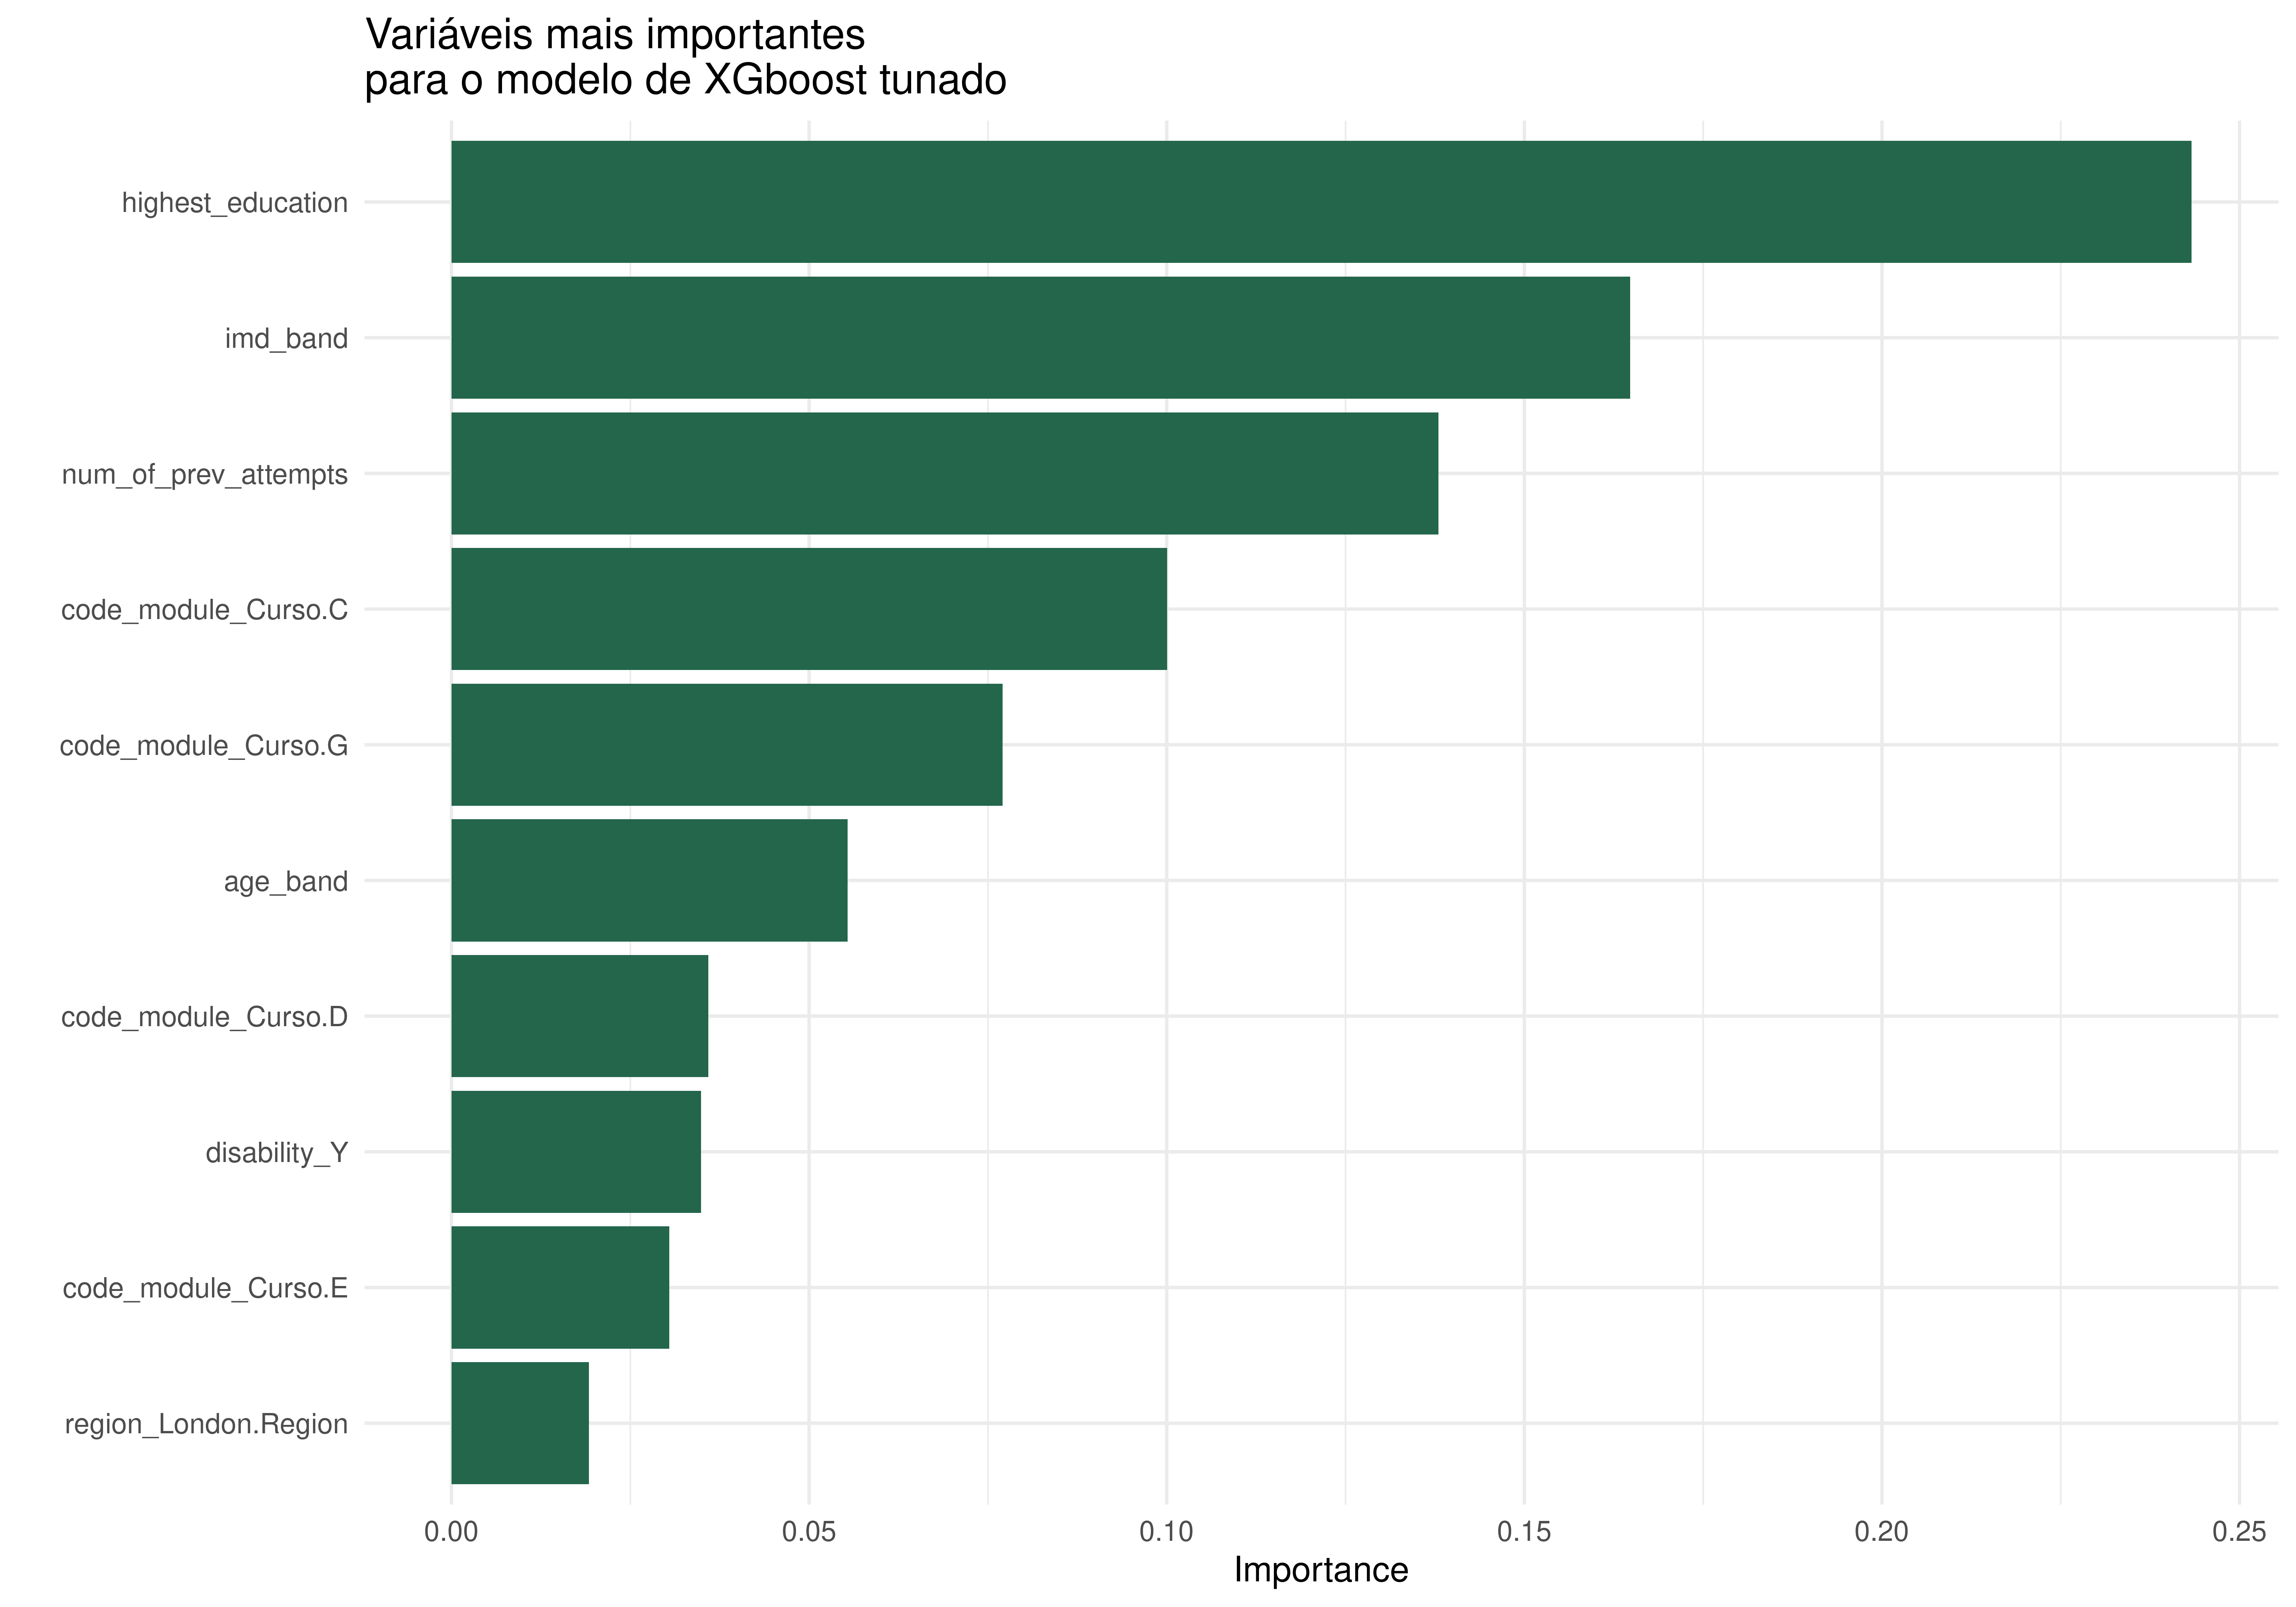 Variáveis mais importantes
para o modelo de XGboost tunado
highest_education
imd_band
num_of_prev_attempts
code_module_Curso.C
code_module_Curso.G
age_band
code_module_Curso.D
disability_Y
code_module_Curso.E
region_London.Region
0.00 0.05 0.10 0.15 0.20 0.25
Importance